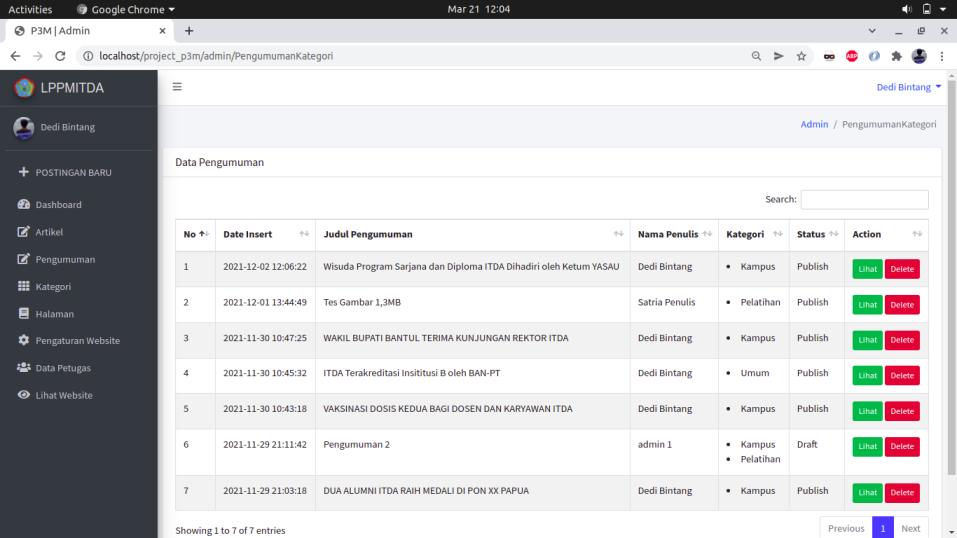 Activities Google Chrome Mar 21 12:04
P3M | Admin
localhost/project_p3m/admin/PengumumanKategori ABP
LPPMITDA Dedi Bintang
Dedi Bintang
Admin / PengumumanKategori
POSTINGAN BARU
Dashboard
Artikel
Pengumuman
Kategori
Halaman
Pengaturan Website
Data Petugas
Lihat Website
Data Pengumuman
Search:
No Date Insert Judul Pengumuman Nama Penulis Kategori Status Action
1 2021-12-02 12:06:22 Wisuda Program Sarjana dan Diploma ITDA Dihadiri oleh Ketum YASAU Dedi Bintang • Kampus Publish Lihat Delete
2 2021-12-01 13:44:49 Tes Gambar 1,3MB Satria Penulis • Pelatihan Publish Lihat Delete
3 2021-11-30 10:47:25 WAKIL BUPATI BANTUL TERIMA KUNJUNGAN REKTOR ITDA Dedi Bintang • Kampus Publish Lihat Delete
4 2021-11-30 10:45:32 ITDA Terakreditasi Insititusi B oleh BAN-PT Dedi Bintang • Umum Publish Lihat Delete
5 2021-11-30 10:43:18 VAKSINASI DOSIS KEDUA BAGI DOSEN DAN KARYAWAN ITDA Dedi Bintang • Kampus Publish Lihat Delete
6 2021-11-29 21:11:42 Pengumuman 2 admin 1 • Kampus Draft Lihat Delete
• Pelatihan
7 2021-11-29 21:03:18 DUA ALUMNI ITDA RAIH MEDALI DI PON XX PAPUA Dedi Bintang • Kampus Publish Lihat Delete
Showing 1 to 7 of 7 entries Previous 1 Next